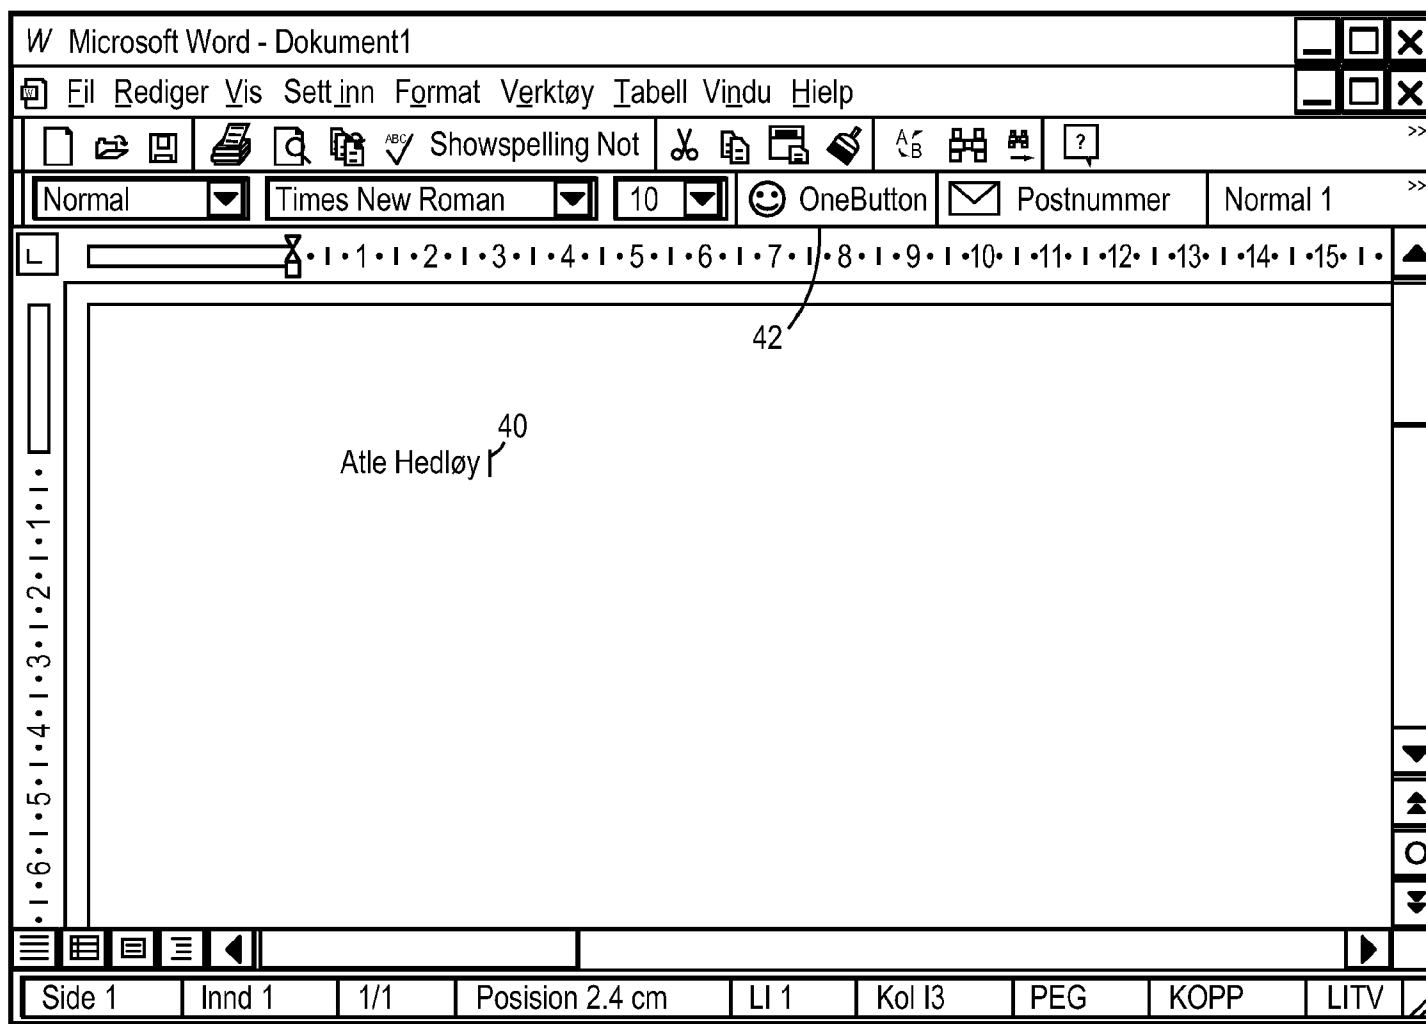 W Microsoft Word - Dokument1
Fil Rediger Vis Sett inn Format Verktøy Tabell Vindu Hielp
ABC Showspelling Not A B ? >>
Normal Times New Roman 10 OneButton Postnummer Normal 1 >>
1 2 3 4 5 6 7 8 9 10 11 12 13 14 15
42
40
Atle Hedløy
1 2 3 4 5 6
Side 1 Innd 1 1/1 Posision 2.4 cm LI 1 Kol I3 PEG KOPP LITV